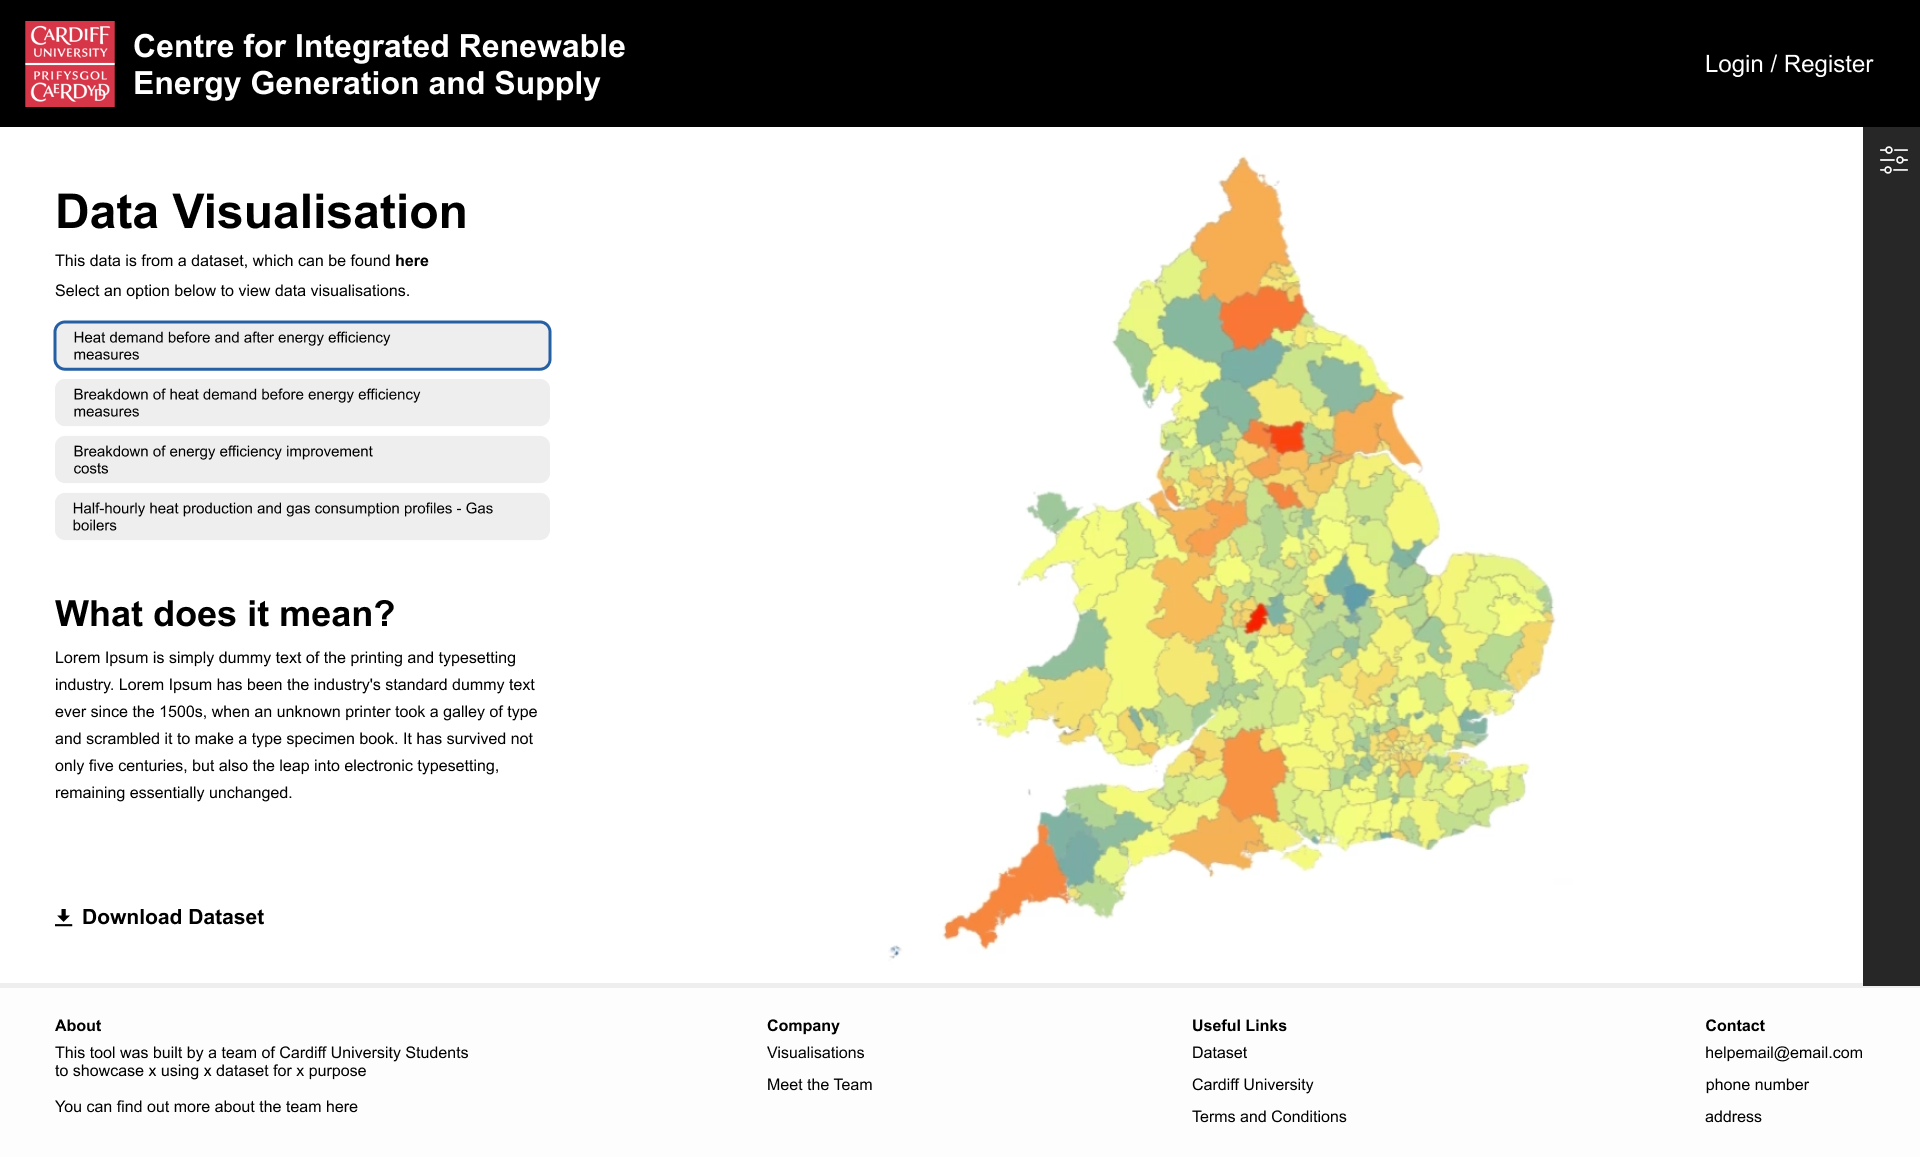 CARDIFF
UNIVERSITY
PRIFYSGOL
CAERDYDD
Centre for Integrated Renewable
Energy Generation and Supply
Login / Register
Data Visualisation
This data is from a dataset, which can be found here
Select an option below to view data visualisations.
Heat demand before and after energy efficiency
measures
Breakdown of heat demand before energy efficiency
measures
Breakdown of energy efficiency improvement
costs
Half-hourly heat production and gas consumption profiles - Gas
boilers
What does it mean?
Lorem Ipsum is simply dummy text of the printing and typesetting
industry. Lorem Ipsum has been the industry's standard dummy text
ever since the 1500s, when an unknown printer took a galley of type
and scrambled it to make a type specimen book. It has survived not
only five centuries, but also the leap into electronic typesetting,
remaining essentially unchanged.
Download Dataset
About
This tool was built by a team of Cardiff University Students
to showcase x using x dataset for x purpose
You can find out more about the team here
Company
Visualisations
Meet the Team
Useful Links
Dataset
Cardiff University
Terms and Conditions
Contact
helpemail@email.com
phone number
address